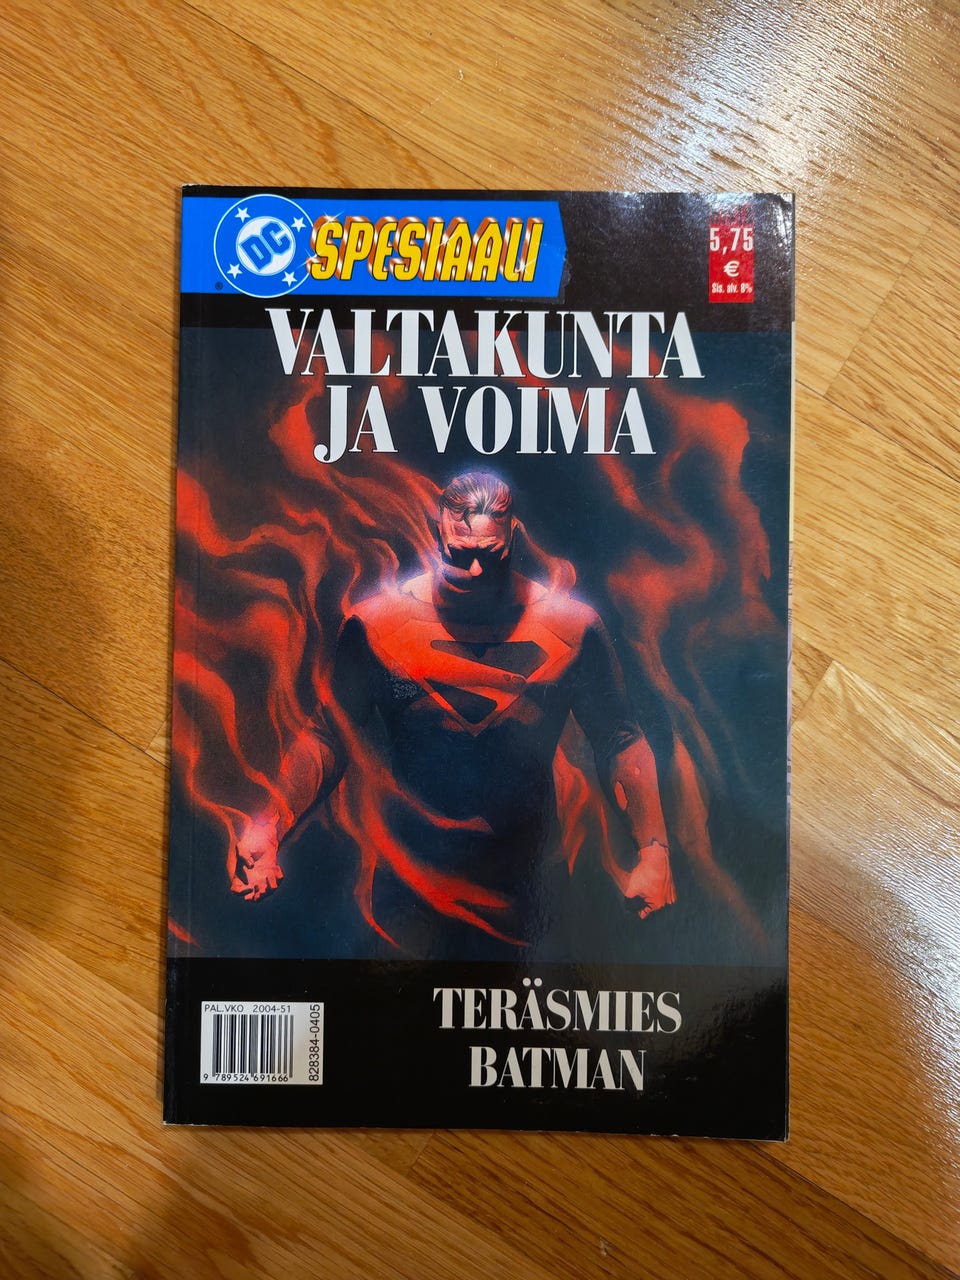 DC
SPESIAALI
®
5,75
€
Sis. alv. 8%
VALTAKUNTA
JA VOIMA
TERÄSMIES
BATMAN
PAL.VKO 2004-51
9 789524 691666
828384-0405